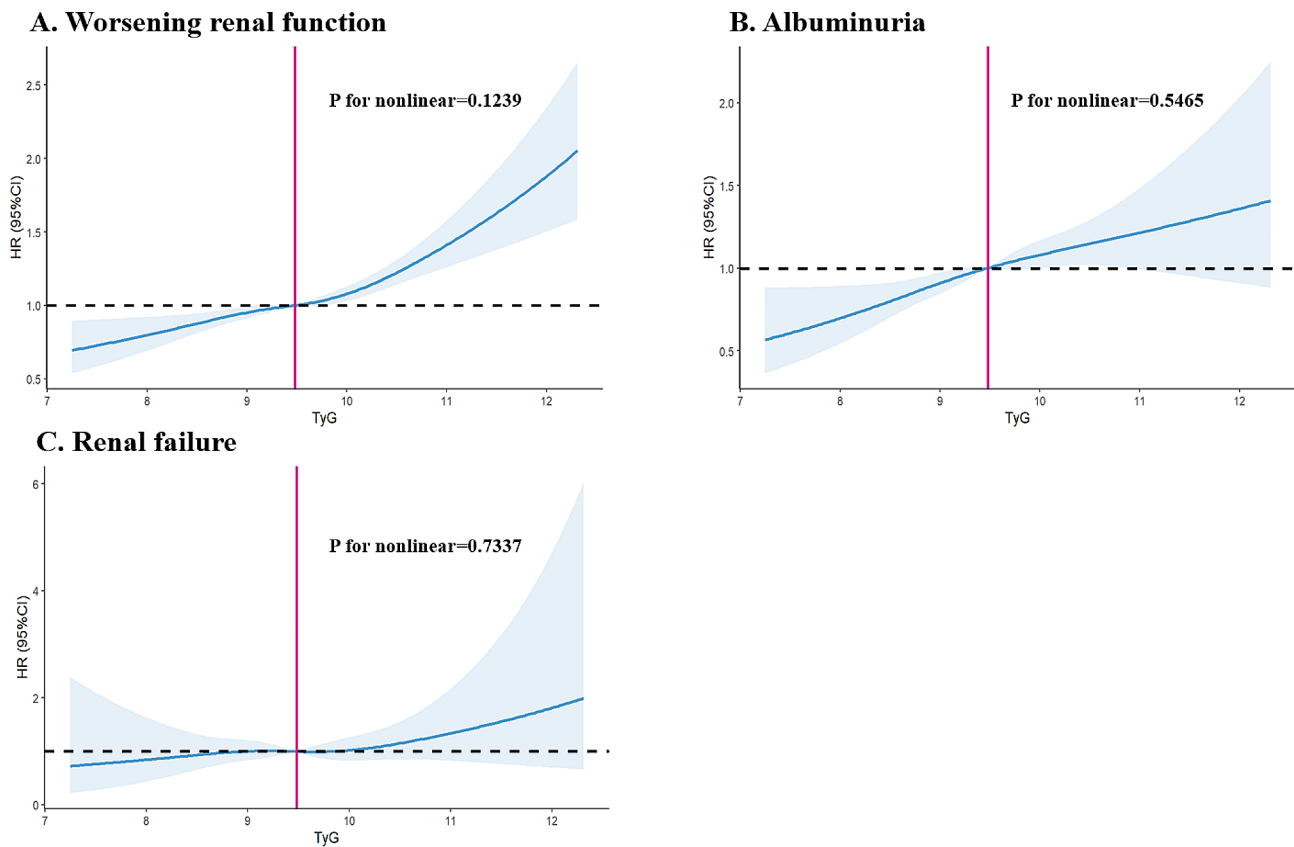 A. Worsening renal function
P for nonlinear=0.1239
HR (95%CI)
2.5
2.0
1.5
1.0
0.5
7 8 9 10 11 12
TyG
B. Albuminuria
P for nonlinear=0.5465
HR (95%CI)
2.0
1.5
1.0
0.5
7 8 9 10 11 12
TyG
C. Renal failure
P for nonlinear=0.7337
HR (95%CI)
6
4
2
0
7 8 9 10 11 12
TyG